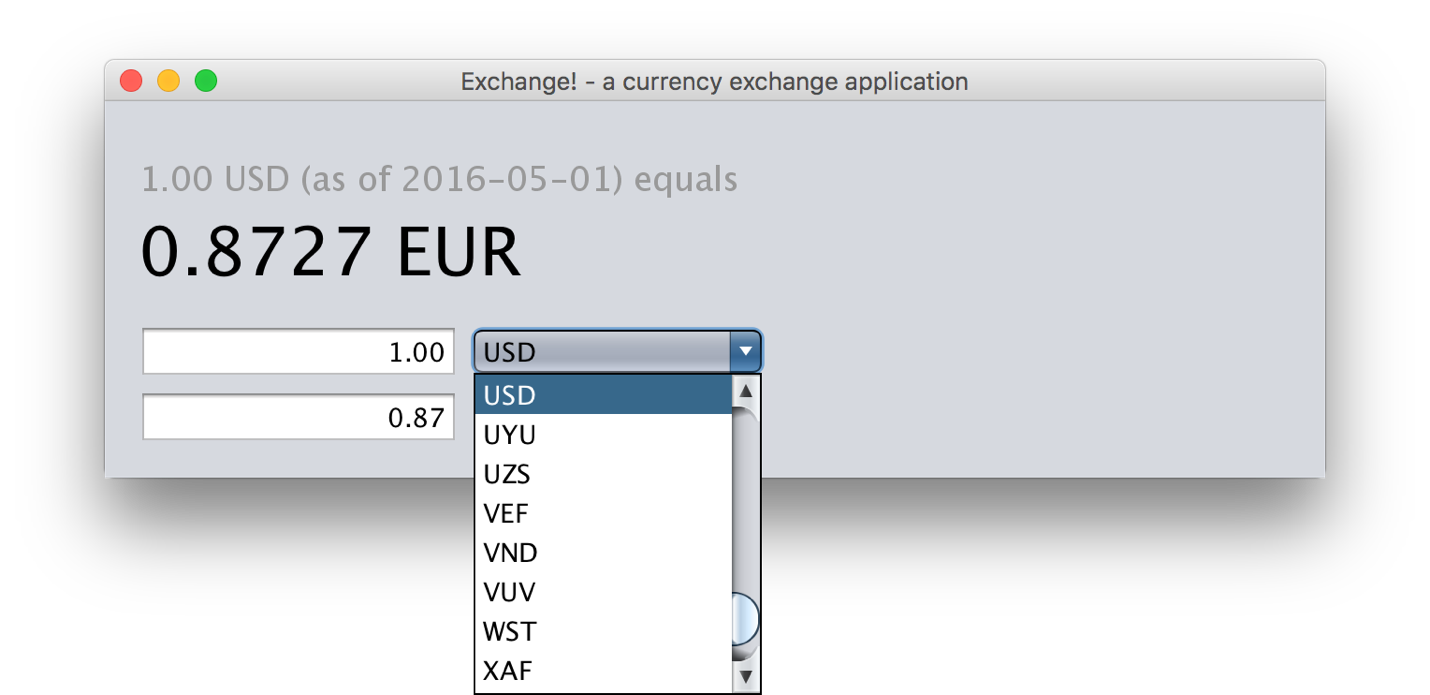 Exchange! - a currency exchange application
1.00 USD (as of 2016-05-01) equals
0.8727 EUR
1.00 USD
0.87
USD
UYU
UZS
VEF
VND
VUV
WST
XAF